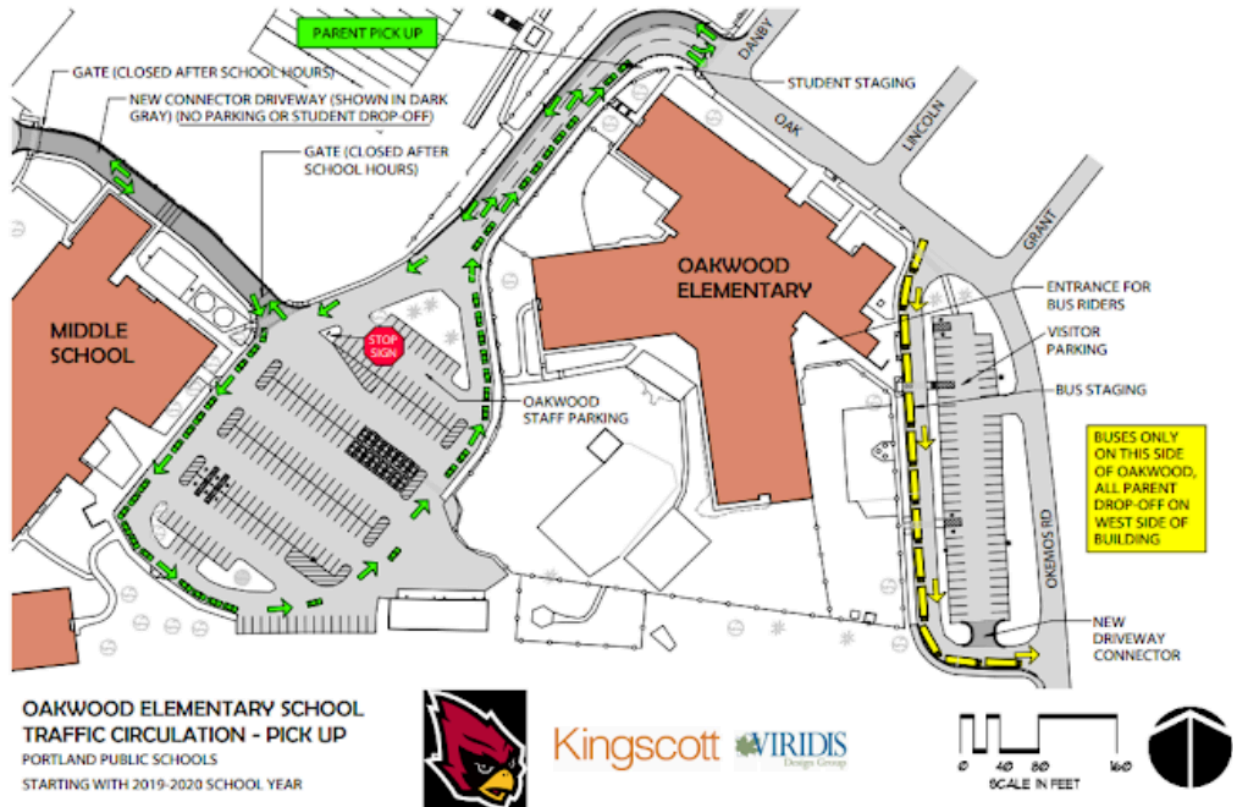 PARENT PICK UP
DANBY
GATE (CLOSED AFTER SCHOOL HOURS)
STUDENT STAGING
NEW CONNECTOR DRIVEWAY (SHOWN IN DARK
GRAY) (NO PARKING OR STUDENT DROP-OFF)
OAK
LINCOLN
GATE (CLOSED AFTER
SCHOOL HOURS)
GRANT
OAKWOOD
ELEMENTARY
ENTRANCE FOR
BUS RIDERS
MIDDLE
SCHOOL
STOP
SIGN
VISITOR
PARKING
BUS STAGING
OAKWOOD
STAFF PARKING
BUSES ONLY
ON THIS SIDE
OF OAKWOOD,
ALL PARENT
DROP-OFF ON
WEST SIDE OF
BUILDING
OKEMOS RD
NEW
DRIVEWAY
CONNECTOR
OAKWOOD ELEMENTARY SCHOOL
TRAFFIC CIRCULATION - PICK UP
PORTLAND PUBLIC SCHOOLS
STARTING WITH 2019-2020 SCHOOL YEAR
Kingscott
VIRIDIS
Design Group
0 40 80 160
SCALE IN FEET